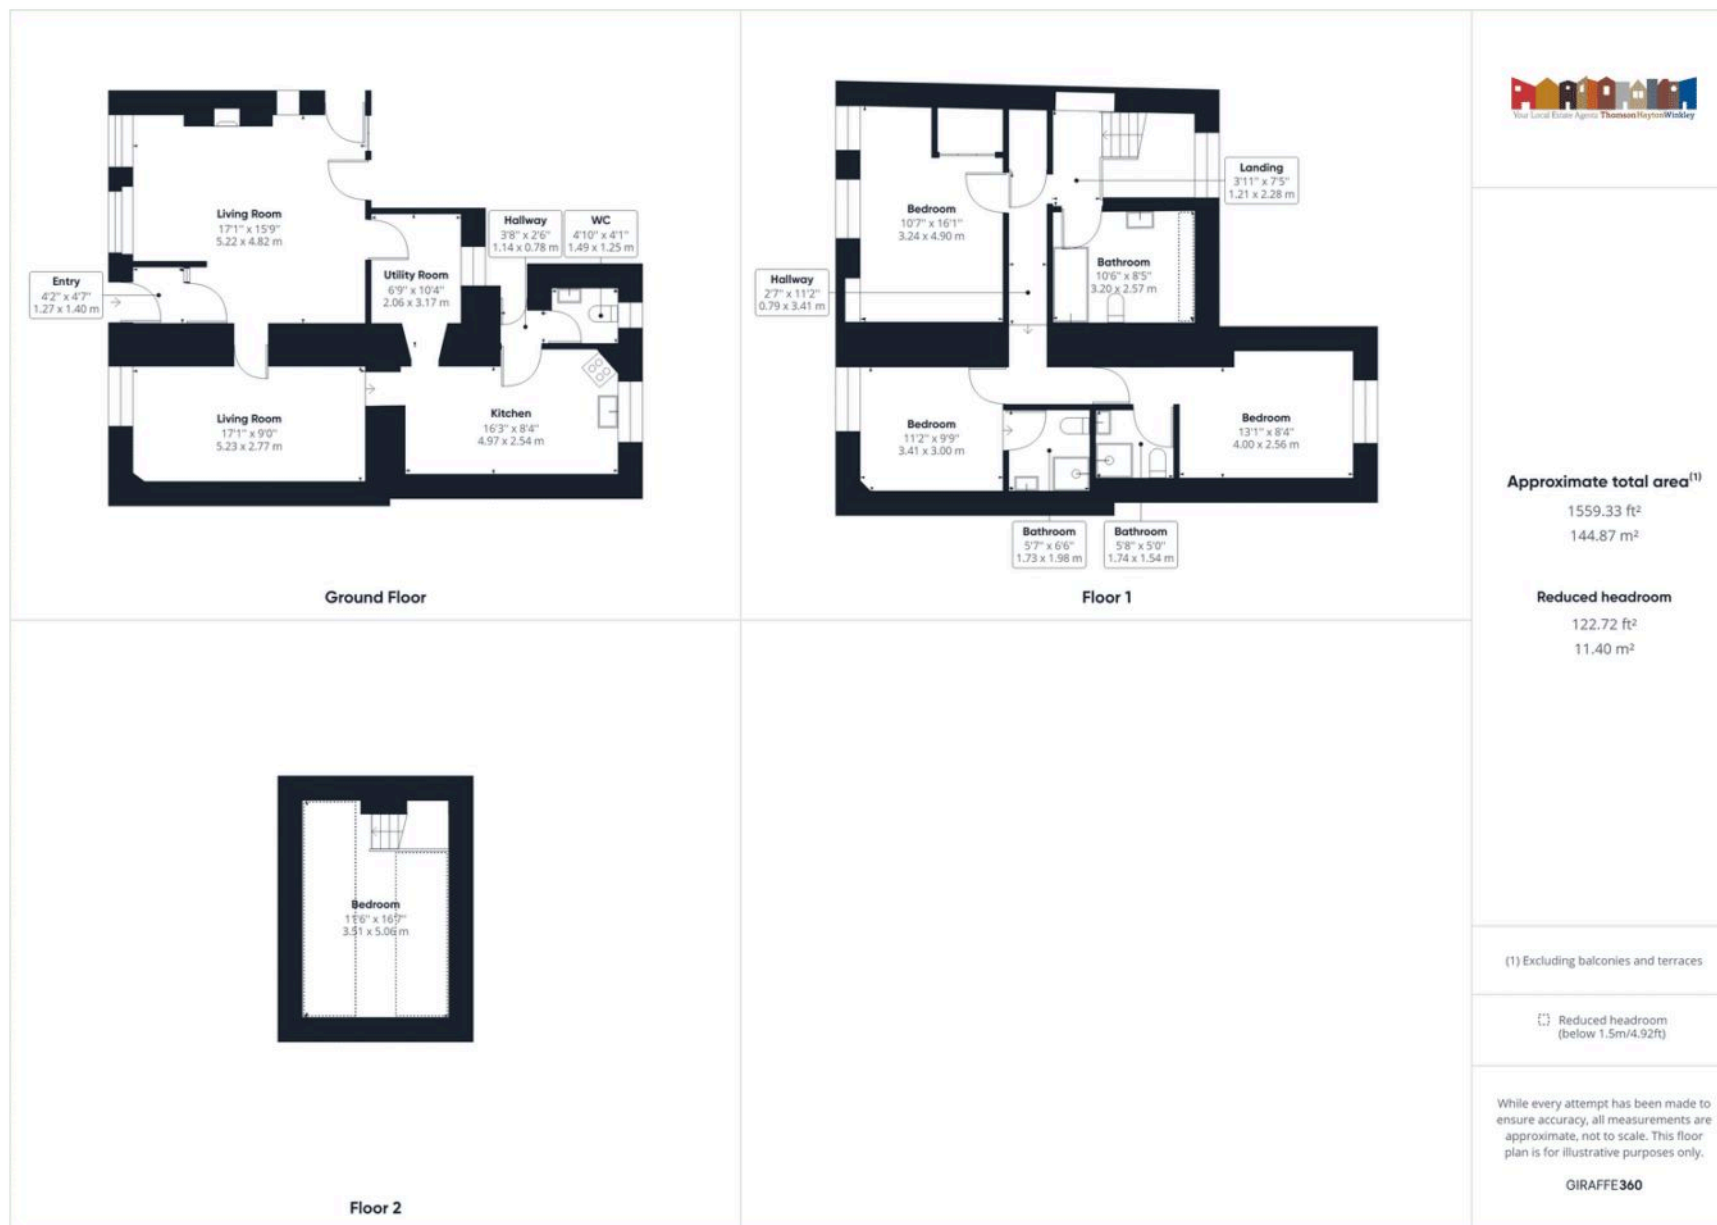 Living Room
17'1" x 15'9"
5.22 x 4.82 m
Hallway
3'8" x 2'6"
1.14 x 0.78 m
WC
4'10" x 4'1"
1.49 x 1.25 m
Entry
4'2" x 4'7"
1.27 x 1.40 m
Utility Room
6'9" x 10'4"
2.06 x 3.17 m
Living Room
17'1" x 9'0"
5.23 x 2.77 m
Kitchen
16'3" x 8'4"
4.97 x 2.54 m
Ground Floor
Landing
3'11" x 7'5"
1.21 x 2.28 m
Bedroom
10'7" x 16'1"
3.24 x 4.90 m
Bathroom
10'6" x 8'5"
3.20 x 2.57 m
Hallway
2'7" x 11'2"
0.79 x 3.41 m
Bedroom
11'2" x 9'9"
3.41 x 3.00 m
Bedroom
13'1" x 8'4"
4.00 x 2.56 m
Bathroom
5'7" x 6'6"
1.73 x 1.98 m
Bathroom
5'8" x 5'0"
1.74 x 1.54 m
Floor 1
Bedroom
11'6" x 16'7"
3.51 x 5.06 m
Floor 2
Your Local Estate Agents ThomsonHaytonWinkley
Approximate total area(1)
1559.33 ft²
144.87 m²
Reduced headroom
122.72 ft²
11.40 m²
(1) Excluding balconies and terraces
Reduced headroom
(below 1.5m/4.92ft)
While every attempt has been made to
ensure accuracy, all measurements are
approximate, not to scale. This floor
plan is for illustrative purposes only.
GIRAFFE360